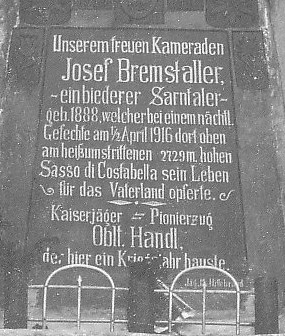 Unserem treuen Kameraden
Josef Bremstaller,
- ein biederer Sarntaler -
geb. 1888, welcher bei einem nächtl.
Gefechte am 1/2 April 1916 dort oben
am heißumstrittenen 2729 m. hohen
Sasso di Costabella sein Leben
für das Vaterland opferte.
Kaiserjäger = Pionierzug
Oblt. Handl,
der hier ein Kriegsjahr hauste.